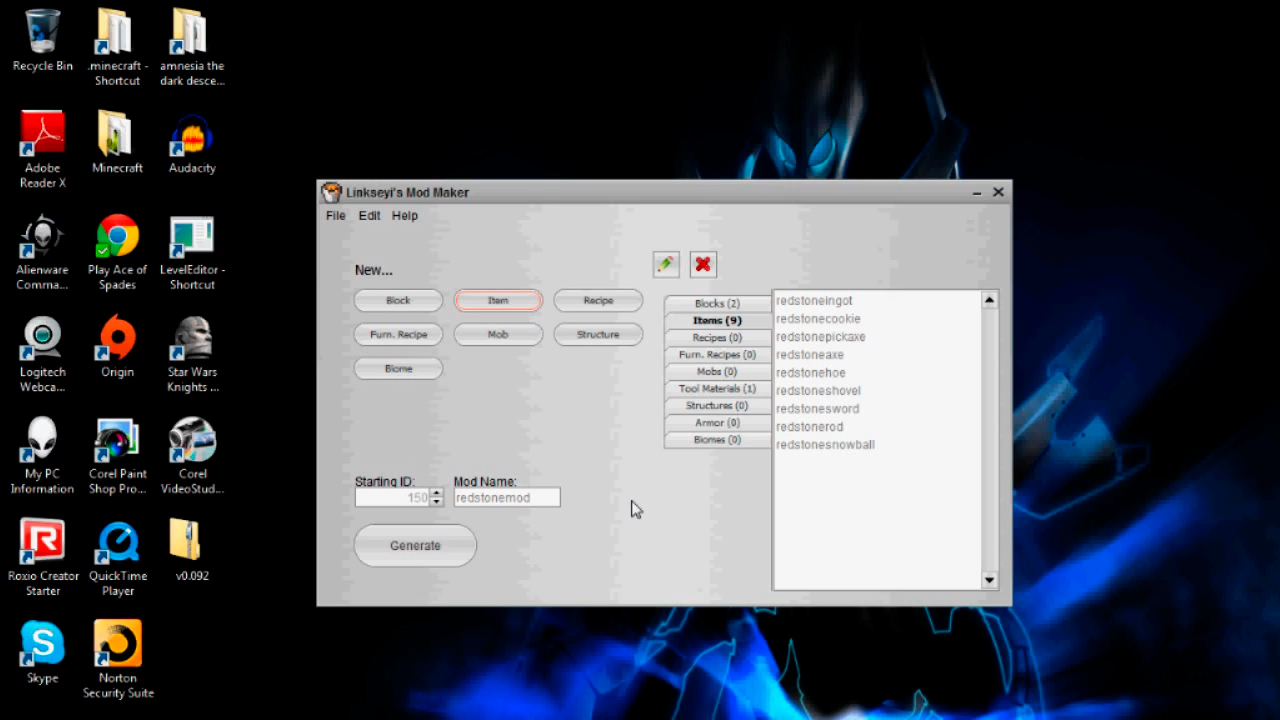 Recycle Bin
.minecraft -
Shortcut
amnesia the
dark desce...
Adobe
Reader X
Minecraft
Audacity
Alienware
Comma...
Play Ace of
Spades
LevelEditor -
Shortcut
Logitech
Webca...
Origin
Star Wars
Knights ...
My PC
Information
Corel Paint
Shop Pro...
Corel
VideoStud...
Roxio Creator
Starter
QuickTime
Player
v0.092
Skype
Norton
Security Suite
Linkseyi's Mod Maker
File Edit Help
New...
Block Item Recipe
Furn. Recipe Mob Structure
Biome
Starting ID: Mod Name:
150 redstonemod
Generate
Blocks (2)
Items (9)
Recipes (0)
Furn. Recipes (0)
Mobs (0)
Tool Materials (1)
Structures (0)
Armor (0)
Biomes (0)
redstoneingot
redstonecookie
redstonepickaxe
redstoneaxe
redstonehoe
redstoneshovel
redstonesword
redstonerod
redstonesnowball